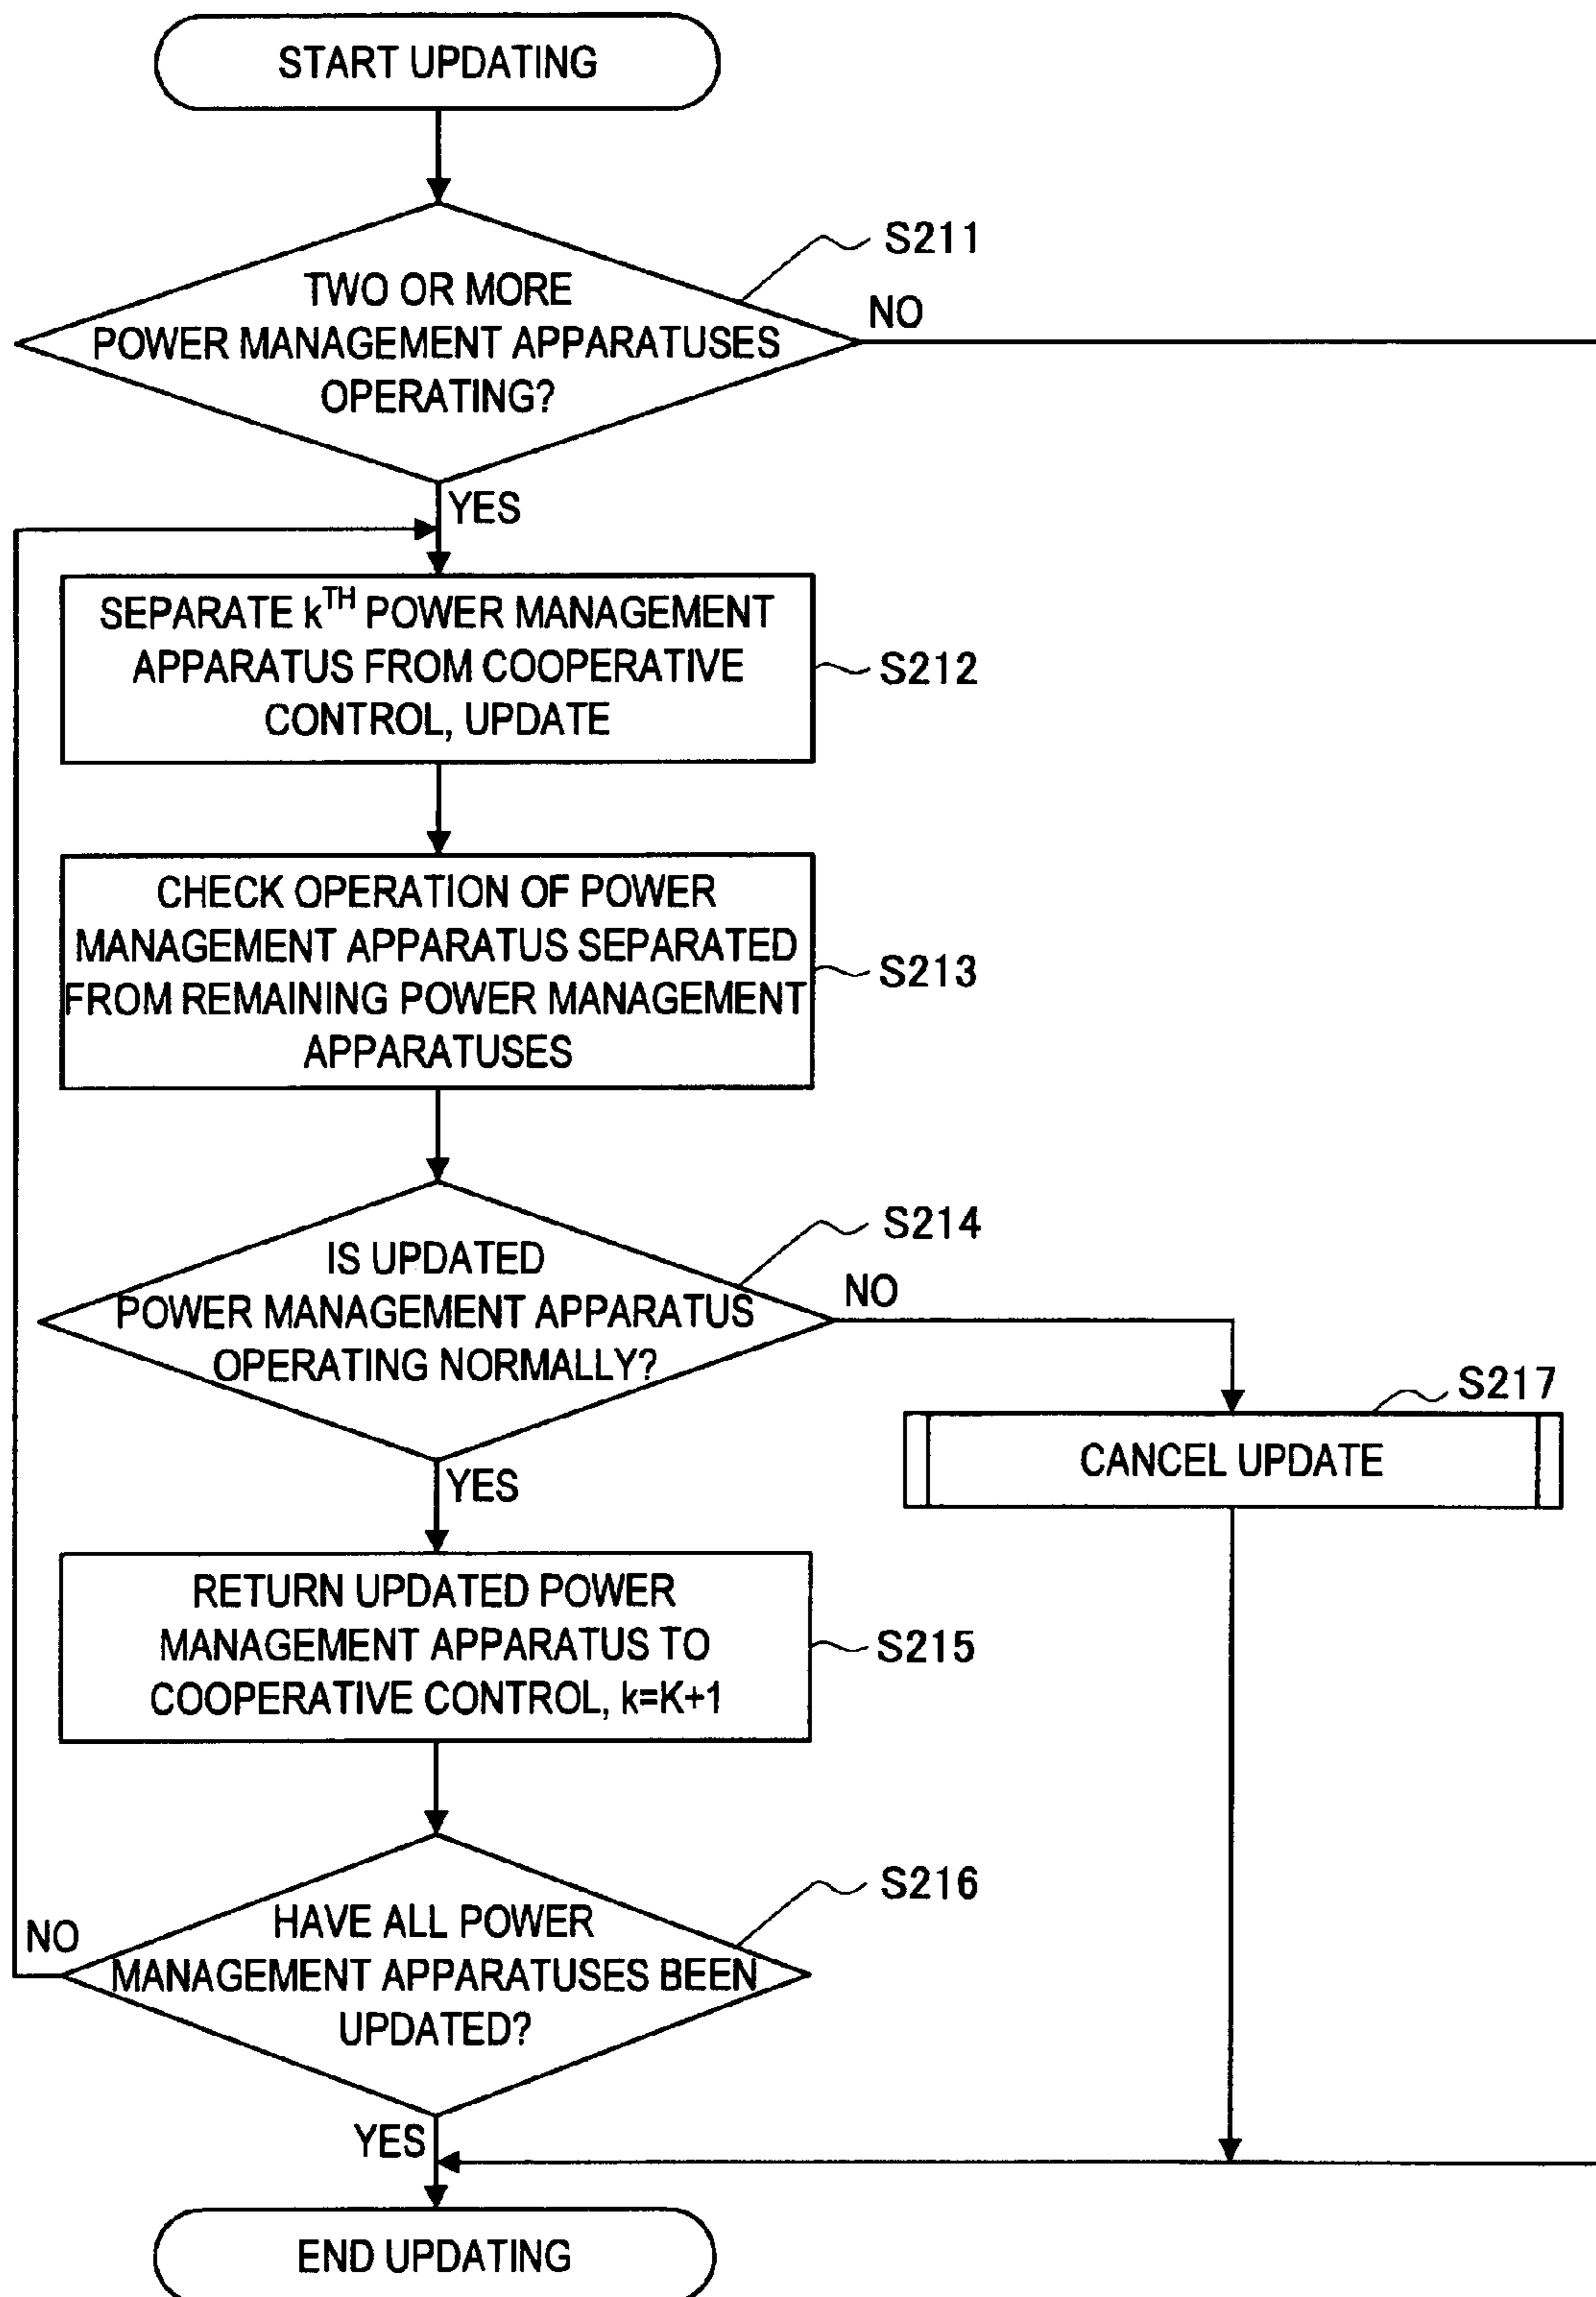 START UPDATING
S211
TWO OR MORE
POWER MANAGEMENT APPARATUSES
OPERATING?
NO
YES
SEPARATE kTH POWER MANAGEMENT
APPARATUS FROM COOPERATIVE
CONTROL, UPDATE
S212
CHECK OPERATION OF POWER
MANAGEMENT APPARATUS SEPARATED
FROM REMAINING POWER MANAGEMENT
APPARATUSES
S213
S214
IS UPDATED
POWER MANAGEMENT APPARATUS
OPERATING NORMALLY?
NO
S217
CANCEL UPDATE
YES
RETURN UPDATED POWER
MANAGEMENT APPARATUS TO
COOPERATIVE CONTROL, k=K+1
S215
S216
HAVE ALL POWER
MANAGEMENT APPARATUSES BEEN
UPDATED?
NO
YES
END UPDATING